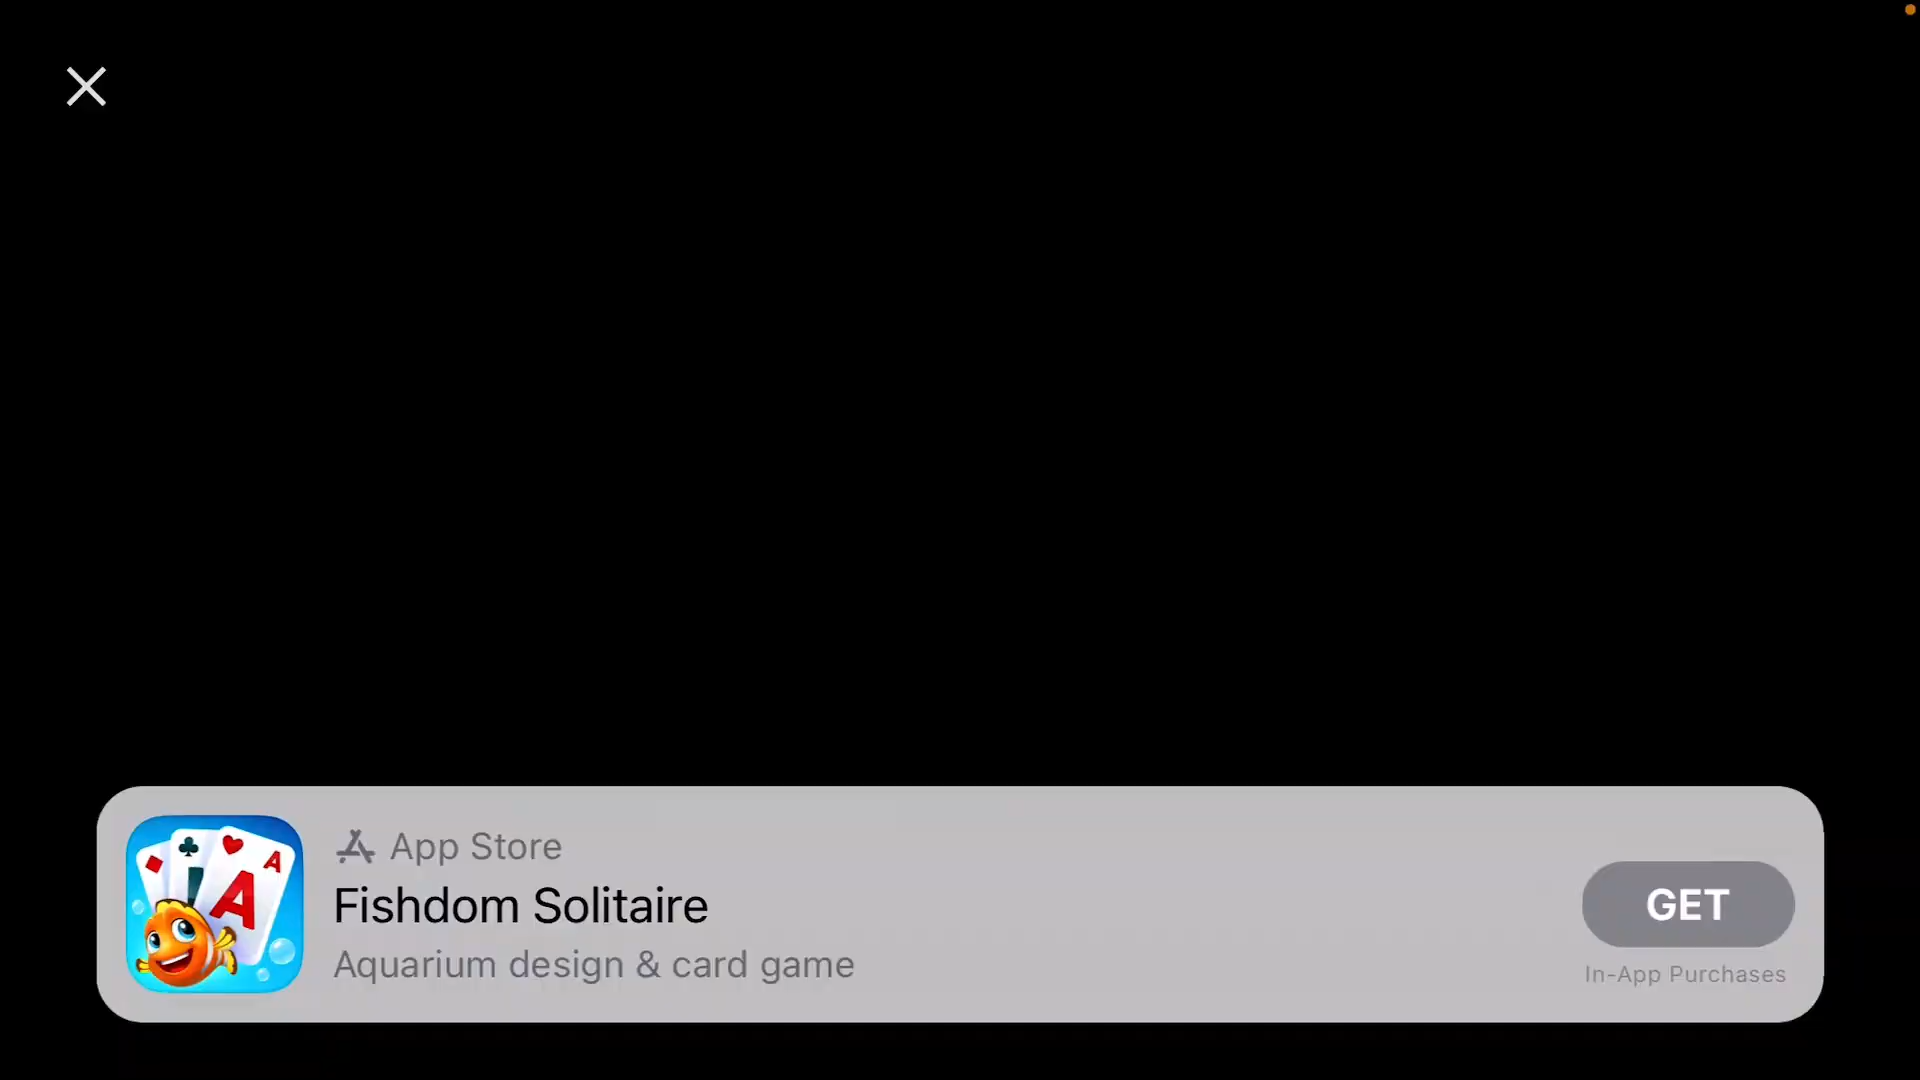 App Store
Fishdom Solitaire
Aquarium design & card game
GET
In-App Purchases
A
A